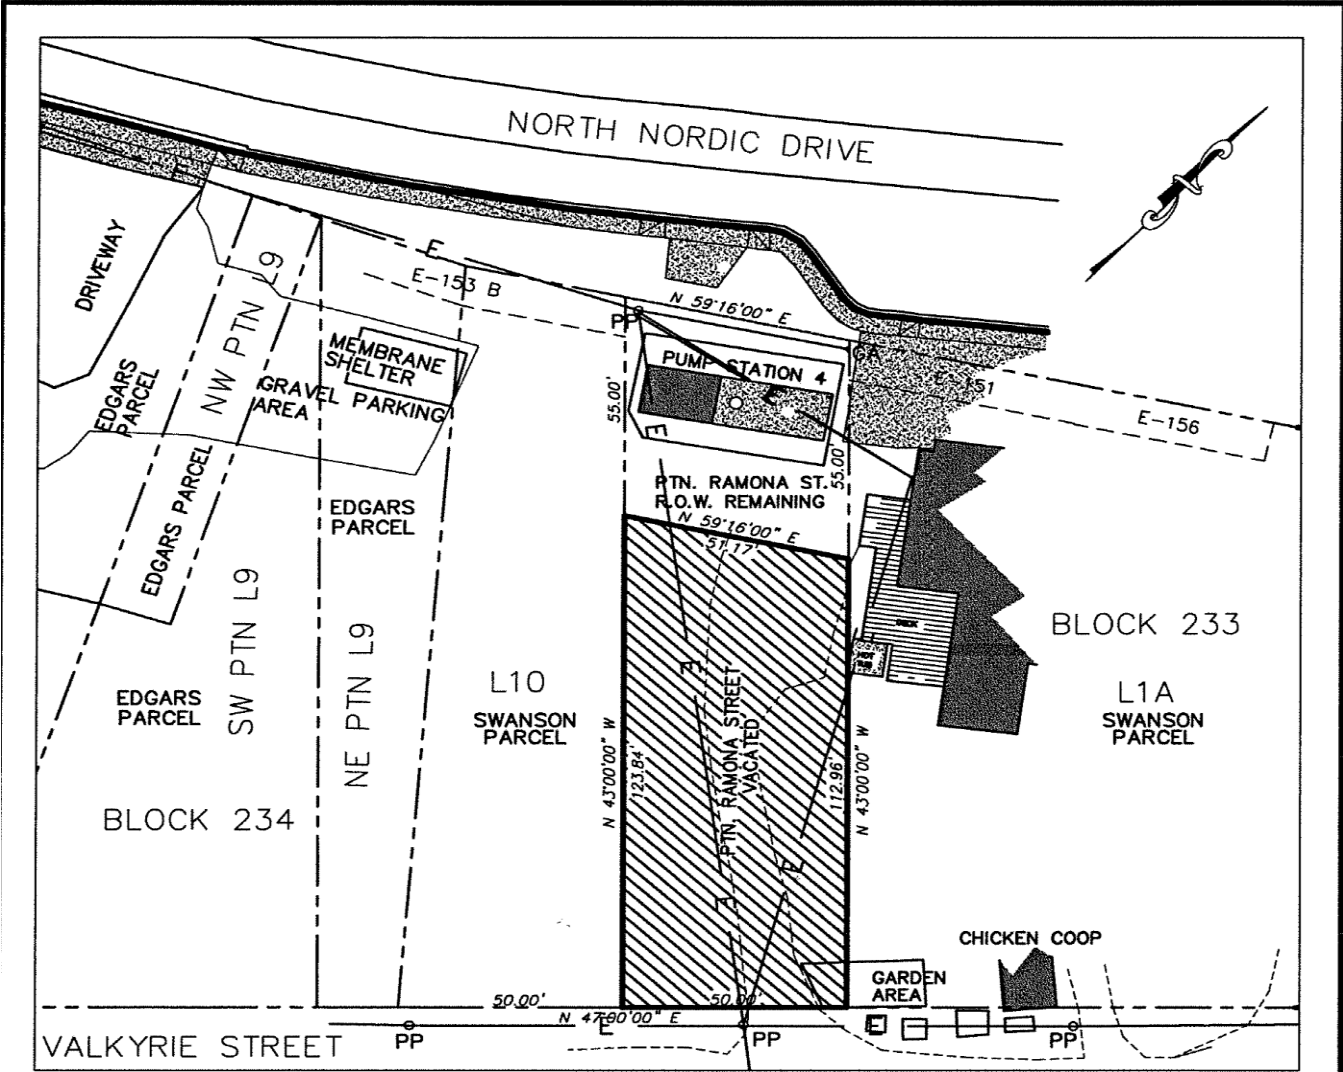 NORTH NORDIC DRIVE
DRIVEWAY
E
E
E-153 B
N 59°16'00" E
PP
GA
PUMP STATION 4
E
E-151
E-156
NW PTN L9
MEMBRANE
SHELTER
GRAVEL PARKING
AREA
EDGARS
PARCEL
55.00'
E
55.00'
EDGARS PARCEL
PTN. RAMONA ST.
R.O.W. REMAINING
EDGARS
PARCEL
N 59°16'00" E
51.17'
DECK
HOT
TUB
BLOCK 233
SW PTN L9
NE PTN L9
L10
SWANSON
PARCEL
EDGARS
PARCEL
L1A
SWANSON
PARCEL
E
PTN. RAMONA STREET
VACATED
N 43°00'00" W
123.84'
112.96'
N 43°00'00" W
BLOCK 234
E
E
CHICKEN COOP
GARDEN
AREA
50.00'
50.00'
N 47°00'00" E
E
E
VALKYRIE STREET
PP
PP
PP